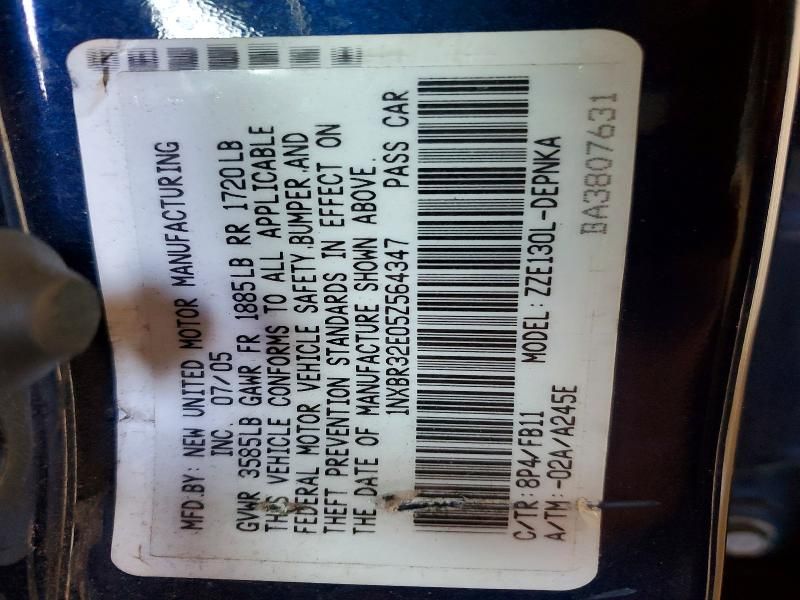 MFD.BY: NEW UNITED MOTOR MANUFACTURING
INC. 07/05
GVWR 3585LB GAWR FR 1885LB RR 1720LB
THIS VEHICLE CONFORMS TO ALL APPLICABLE
FEDERAL MOTOR VEHICLE SAFETY,BUMPER,AND
THEFT PREVENTION STANDARDS IN EFFECT ON
THE DATE OF MANUFACTURE SHOWN ABOVE.
1NXBR32E05Z564347 PASS CAR
C/TR:8P4/FB11 MODEL:ZZE130L-DEPNKA
A/TM:-02A/A245E
BA3807631